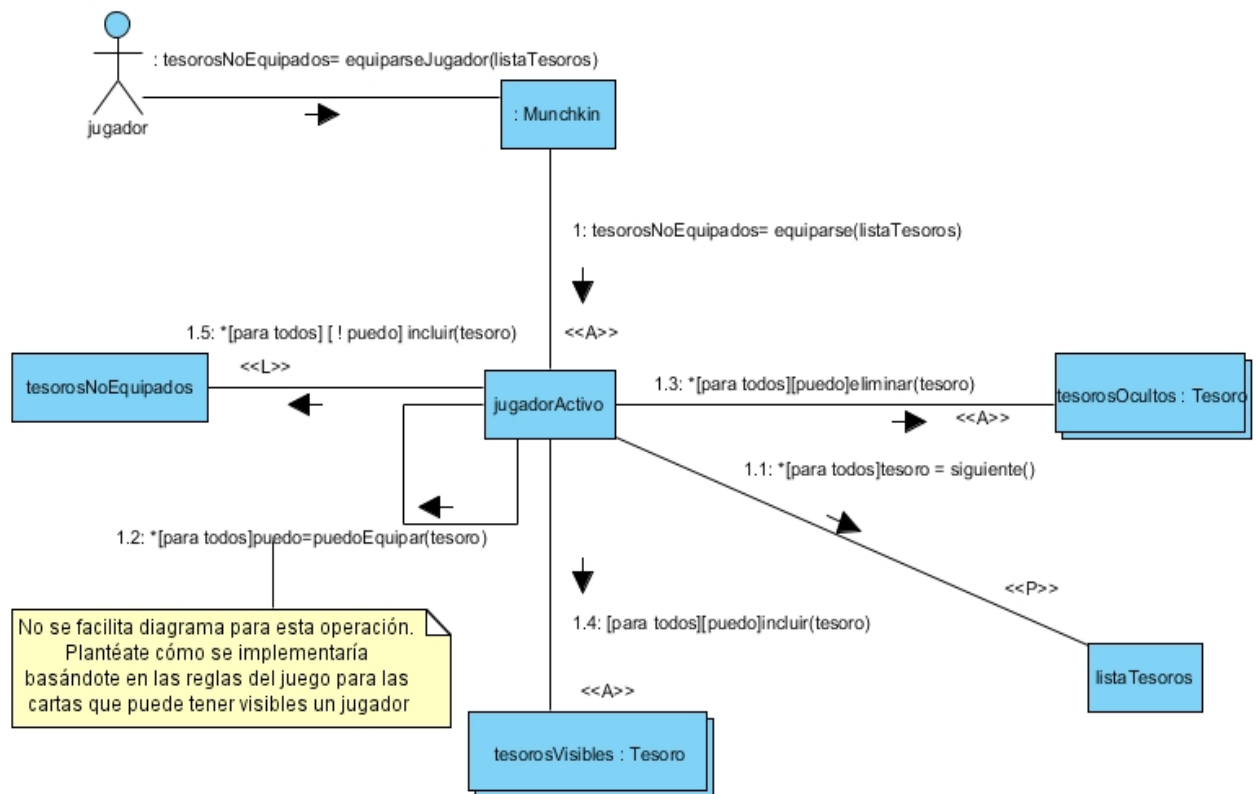 : tesorosNoEquipados= equiparseJugador(listaTesoros)
jugador
: Munchkin
1: tesorosNoEquipados= equiparse(listaTesoros)
<<A>>
1.5: *[para todos] [ ! puedo] incluir(tesoro)
<<L>>
tesorosNoEquipados
jugadorActivo
1.3: *[para todos][puedo]eliminar(tesoro)
<<A>>
tesorosOcultos : Tesoro
1.1: *[para todos]tesoro = siguiente()
<<P>>
listaTesoros
1.2: *[para todos]puedo=puedoEquipar(tesoro)
No se facilita diagrama para esta operación.
Plantéate cómo se implementaría
basándote en las reglas del juego para las
cartas que puede tener visibles un jugador
1.4: [para todos][puedo]incluir(tesoro)
<<A>>
tesorosVisibles : Tesoro